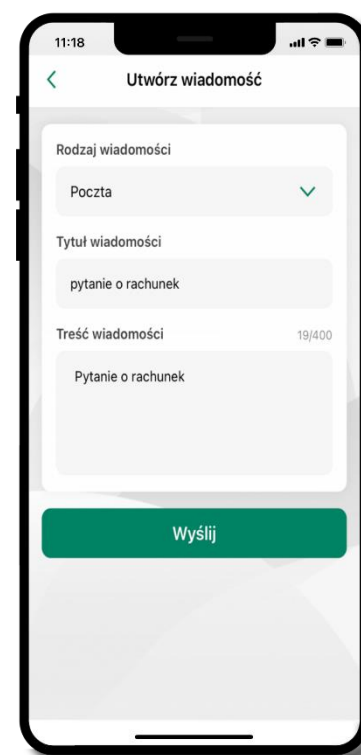 11:18
Utwórz wiadomość
Rodzaj wiadomości
Poczta
Tytuł wiadomości
pytanie o rachunek
Treść wiadomości 19/400
Pytanie o rachunek
Wyślij